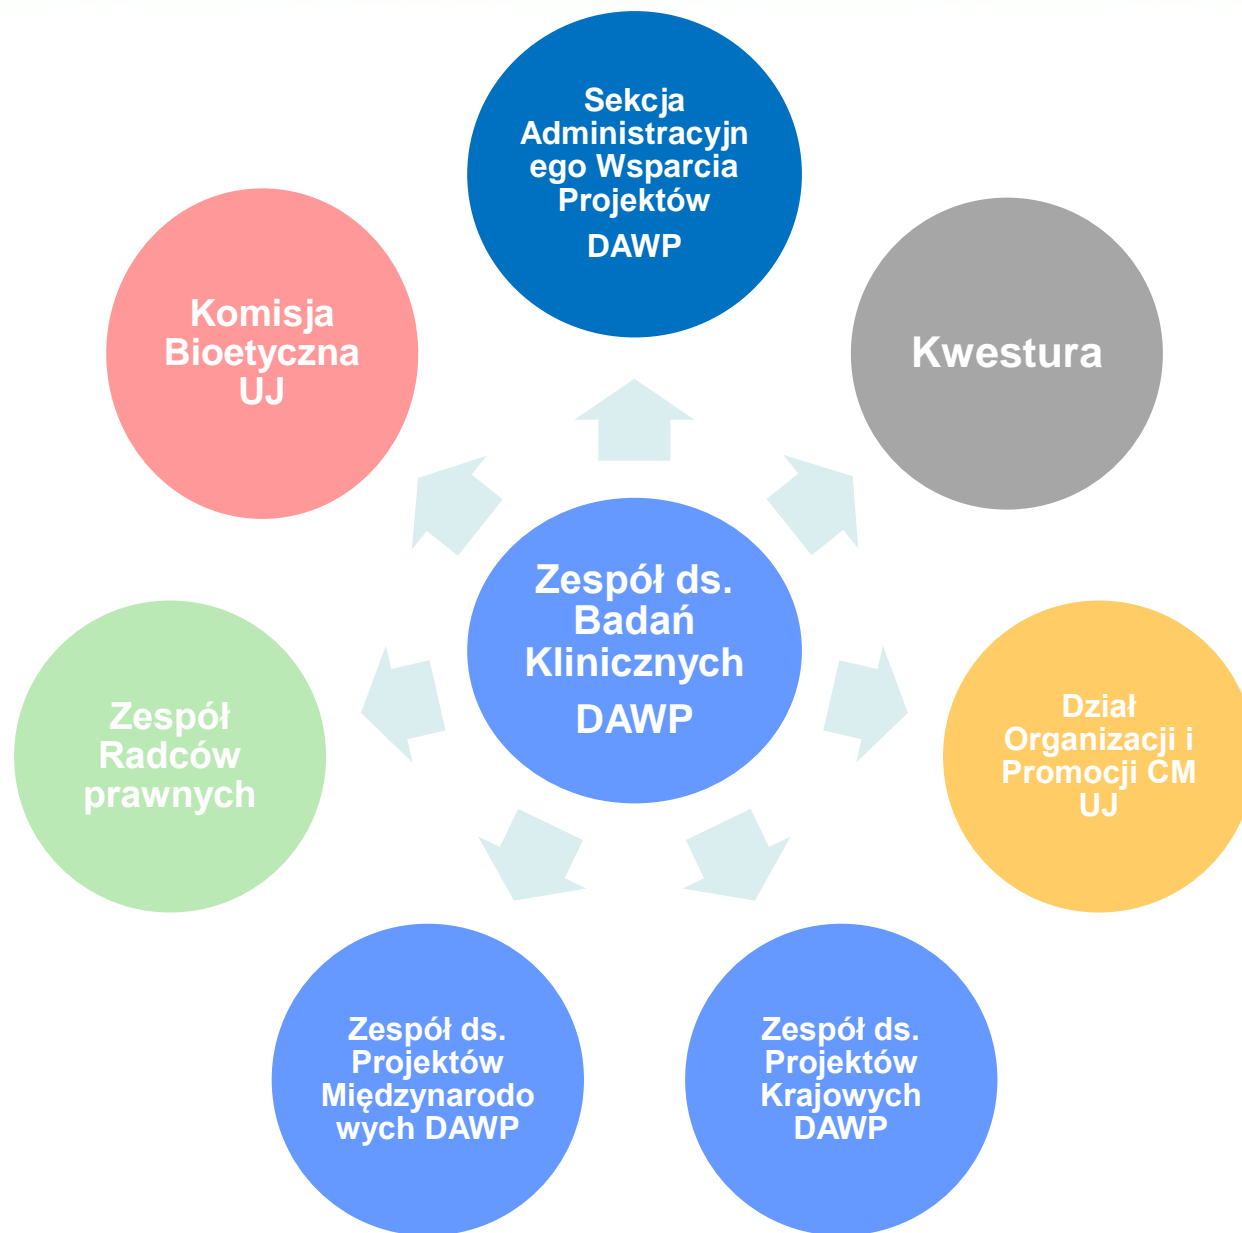 Sekcja
Administracyjn
ego Wsparcia
Projektów
DAWP
Komisja
Bioetyczna
UJ
Kwestura
Zespół ds.
Badań
Klinicznych
DAWP
Zespół
Radców
prawnych
Dział
Organizacji i
Promocji CM
UJ
Zespół ds.
Projektów
Międzynarodo
wych DAWP
Zespół ds.
Projektów
Krajowych
DAWP